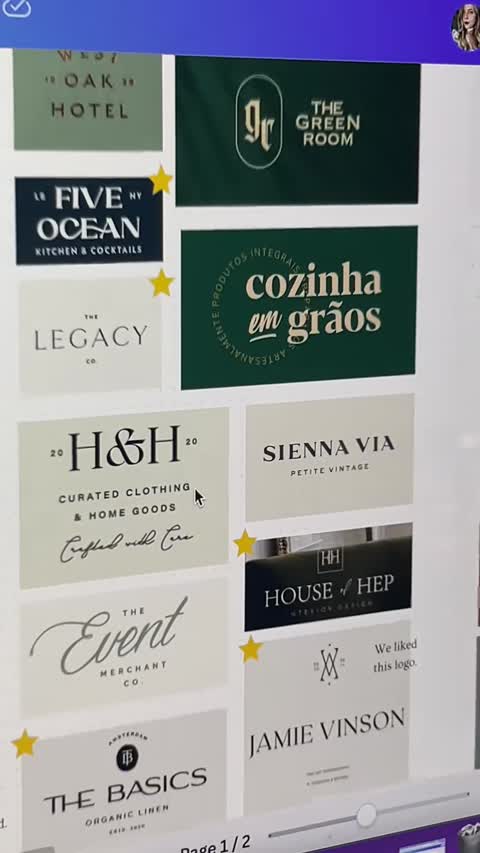 WEST
OAK
HOTEL
gr
THE
GREEN
ROOM
LR FIVE NY
OCEAN
KITCHEN & COCKTAILS
PRODUTOS INTEGRAIS
ARTESANALMENTE
cozinha
em grãos
THE
LEGACY
CO.
20 H&H 20
CURATED CLOTHING
& HOME GOODS
Crafted with Care
SIENNA VIA
PETITE VINTAGE
HH
HOUSE of HEP
INTERIOR DESIGN
THE
Event
MERCHANT
CO.
We liked
this logo.
JAMIE VINSON
AMSTERDAM
THE BASICS
ORGANIC LINEN
ESTD. 2020
Page 1 / 2